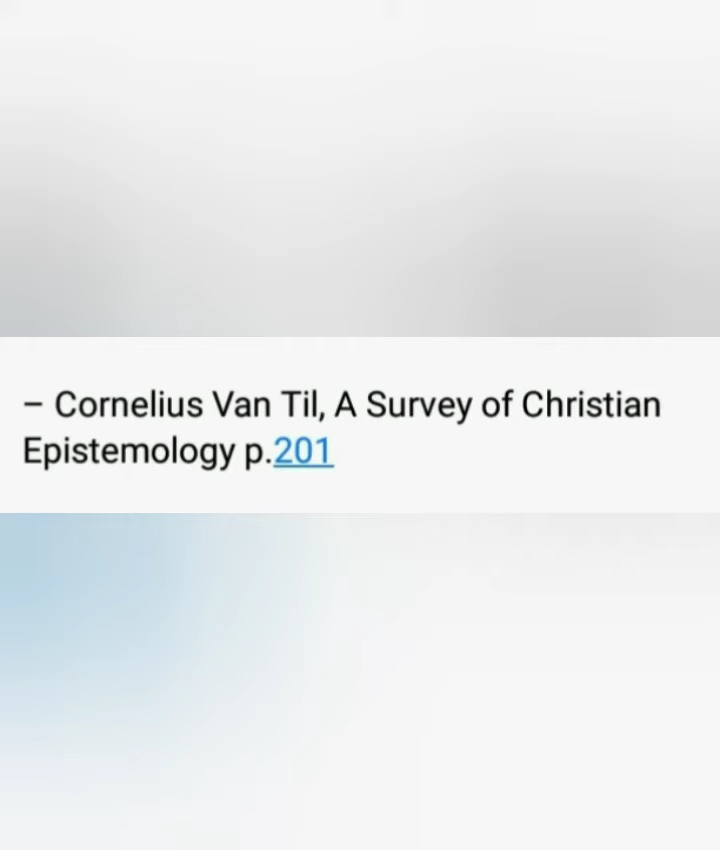 – Cornelius Van Til, A Survey of Christian
Epistemology p.201